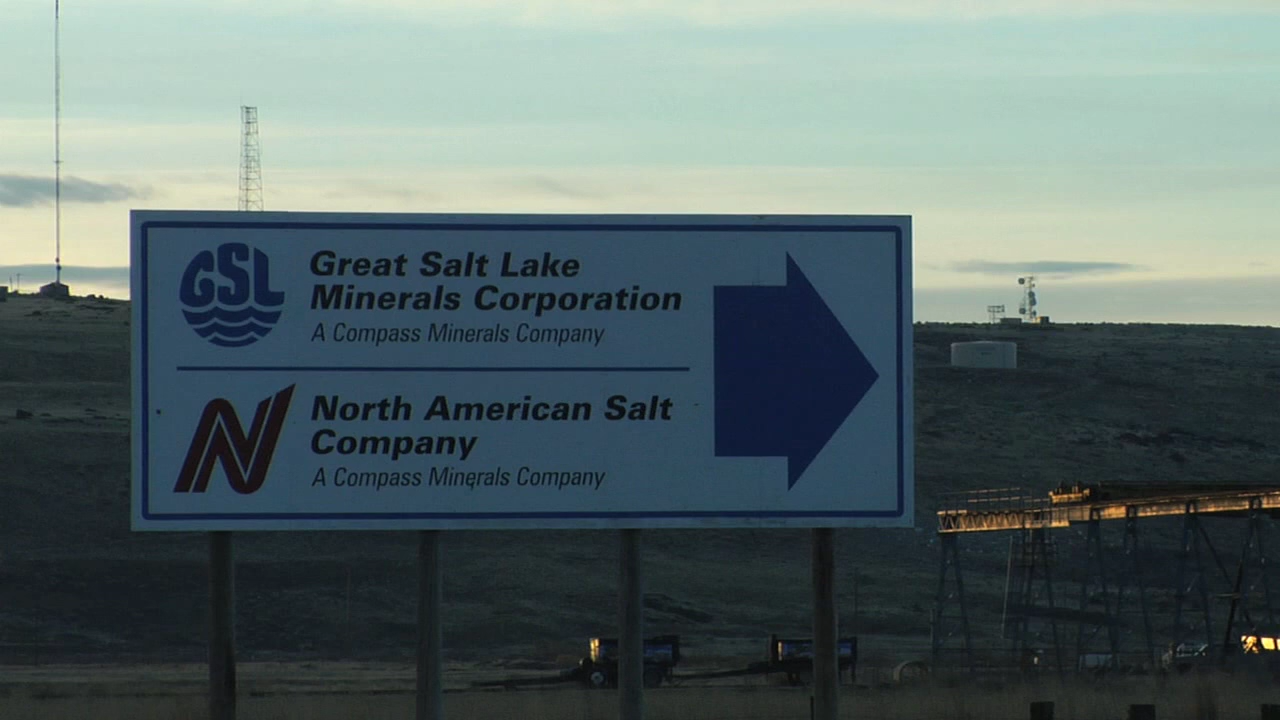 GSL
Great Salt Lake
Minerals Corporation
A Compass Minerals Company
N
North American Salt
Company
A Compass Minerals Company